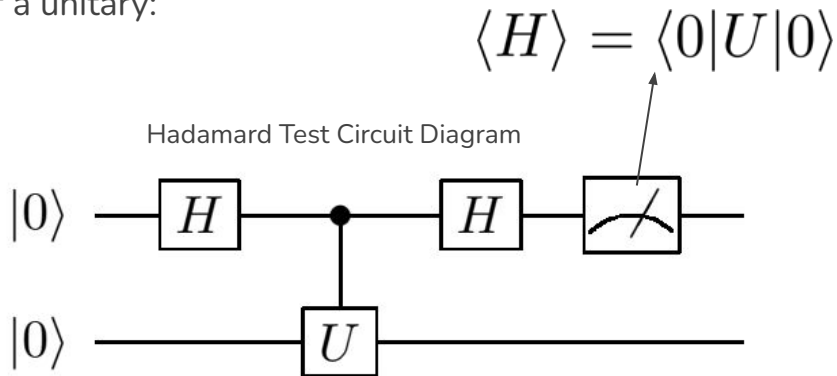 a unitary:
⟨H⟩ = ⟨0|U|0⟩
Hadamard Test Circuit Diagram
|0⟩ H H
|0⟩ U